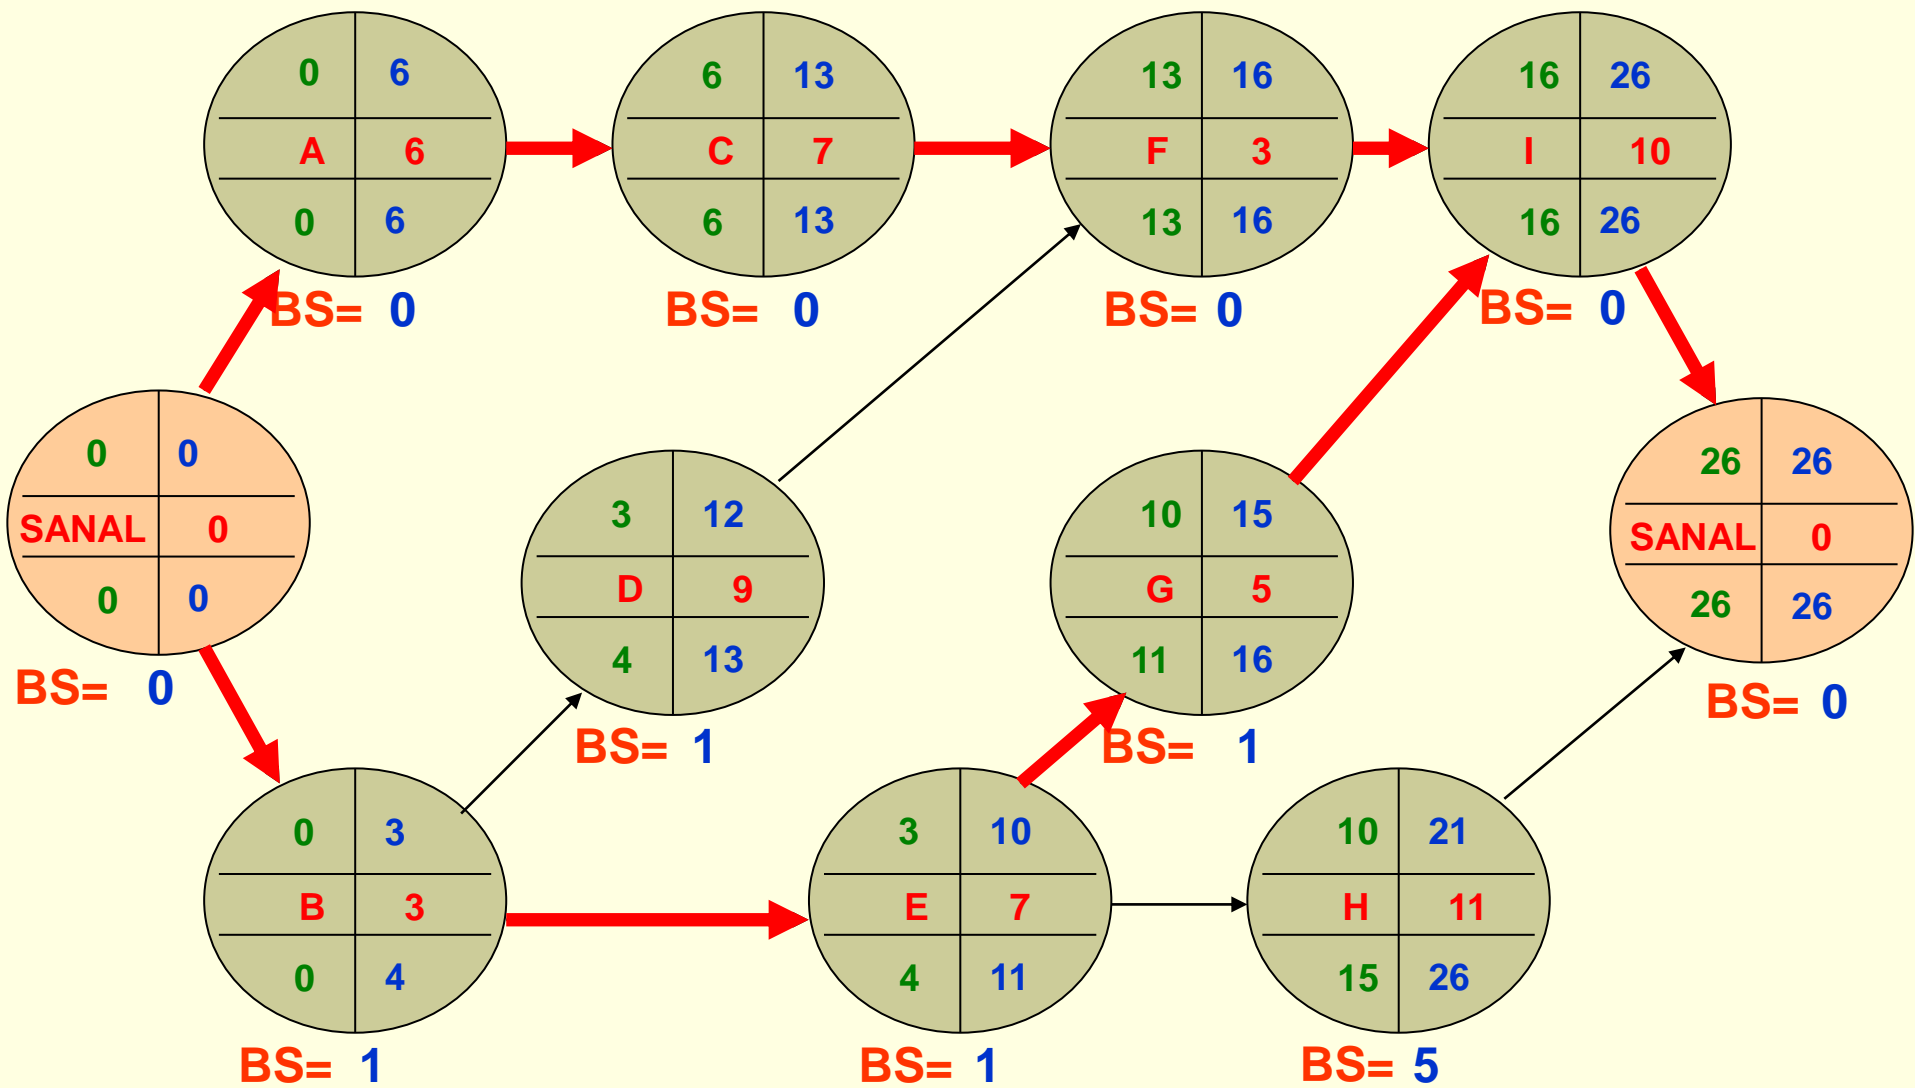 0 6
A 6
0 6
BS= 0
6 13
C 7
6 13
BS= 0
13 16
F 3
13 16
BS= 0
16 26
I 10
16 26
BS= 0
0 0
SANAL 0
0 0
BS= 0
3 12
D 9
4 13
BS= 1
10 15
G 5
11 16
BS= 1
26 26
SANAL 0
26 26
BS= 0
0 3
B 3
0 4
BS= 1
3 10
E 7
4 11
BS= 1
10 21
H 11
15 26
BS= 5